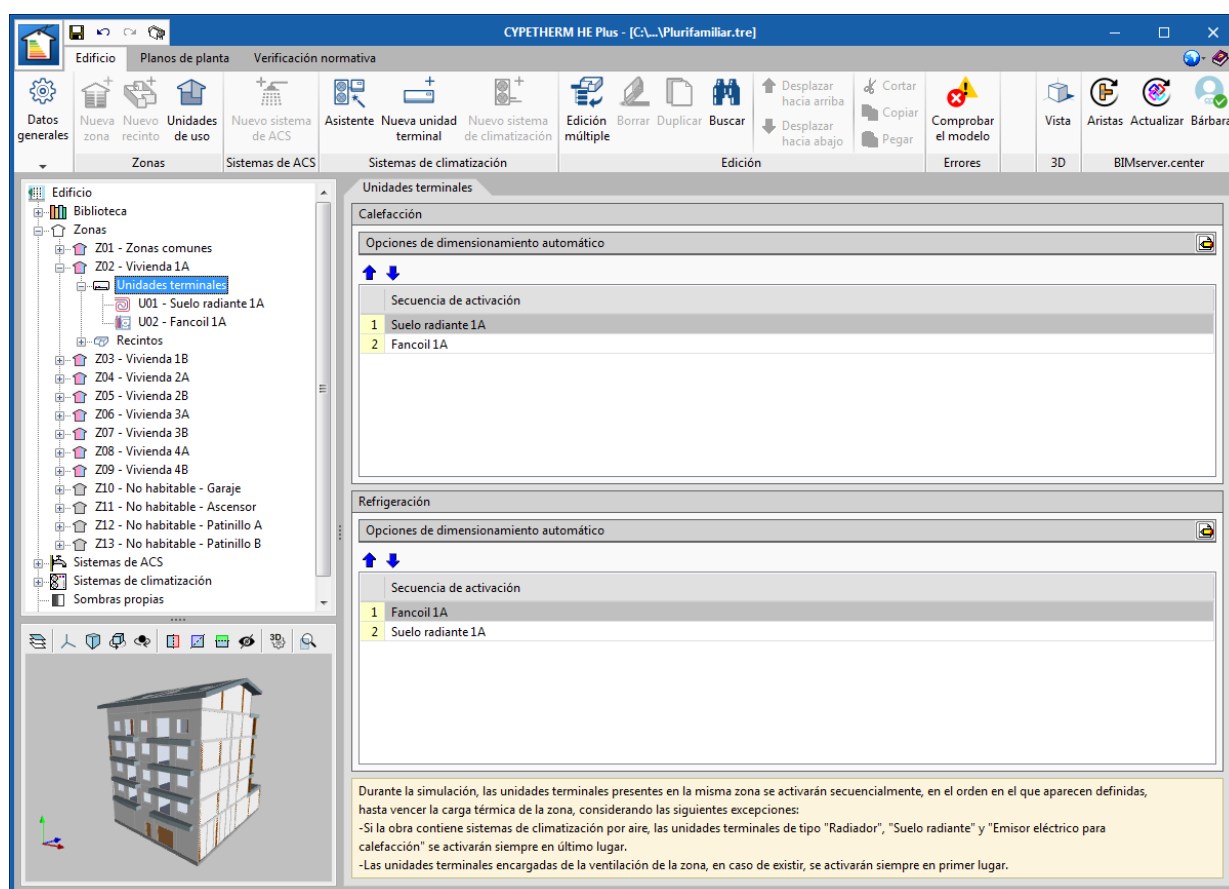 CYPETHERM HE Plus - [C:\...\Plurifamiliar.tre]
Edificio Planos de planta Verificación normativa
Datos generales
Nueva zona
Nuevo recinto
Unidades de uso
Nuevo sistema de ACS
Asistente
Nueva unidad terminal
Nuevo sistema de climatización
Edición múltiple
Borrar
Duplicar
Buscar
Desplazar hacia arriba
Desplazar hacia abajo
Cortar
Copiar
Pegar
Comprobar el modelo
Vista
Aristas
Actualizar
Bárbara
Zonas
Sistemas de ACS
Sistemas de climatización
Edición
Errores
3D
BIMserver.center
Edificio
Biblioteca
Zonas
Z01 - Zonas comunes
Z02 - Vivienda 1A
Unidades terminales
U01 - Suelo radiante 1A
U02 - Fancoil 1A
Recintos
Z03 - Vivienda 1B
Z04 - Vivienda 2A
Z05 - Vivienda 2B
Z06 - Vivienda 3A
Z07 - Vivienda 3B
Z08 - Vivienda 4A
Z09 - Vivienda 4B
Z10 - No habitable - Garaje
Z11 - No habitable - Ascensor
Z12 - No habitable - Patinillo A
Z13 - No habitable - Patinillo B
Sistemas de ACS
Sistemas de climatización
Sombras propias
Unidades terminales
Calefacción
Opciones de dimensionamiento automático
Secuencia de activación
1 Suelo radiante 1A
2 Fancoil 1A
Refrigeración
Opciones de dimensionamiento automático
Secuencia de activación
1 Fancoil 1A
2 Suelo radiante 1A
Durante la simulación, las unidades terminales presentes en la misma zona se activarán secuencialmente, en el orden en el que aparecen definidas,
hasta vencer la carga térmica de la zona, considerando las siguientes excepciones:
-Si la obra contiene sistemas de climatización por aire, las unidades terminales de tipo "Radiador", "Suelo radiante" y "Emisor eléctrico para
calefacción" se activarán siempre en último lugar.
-Las unidades terminales encargadas de la ventilación de la zona, en caso de existir, se activarán siempre en primer lugar.